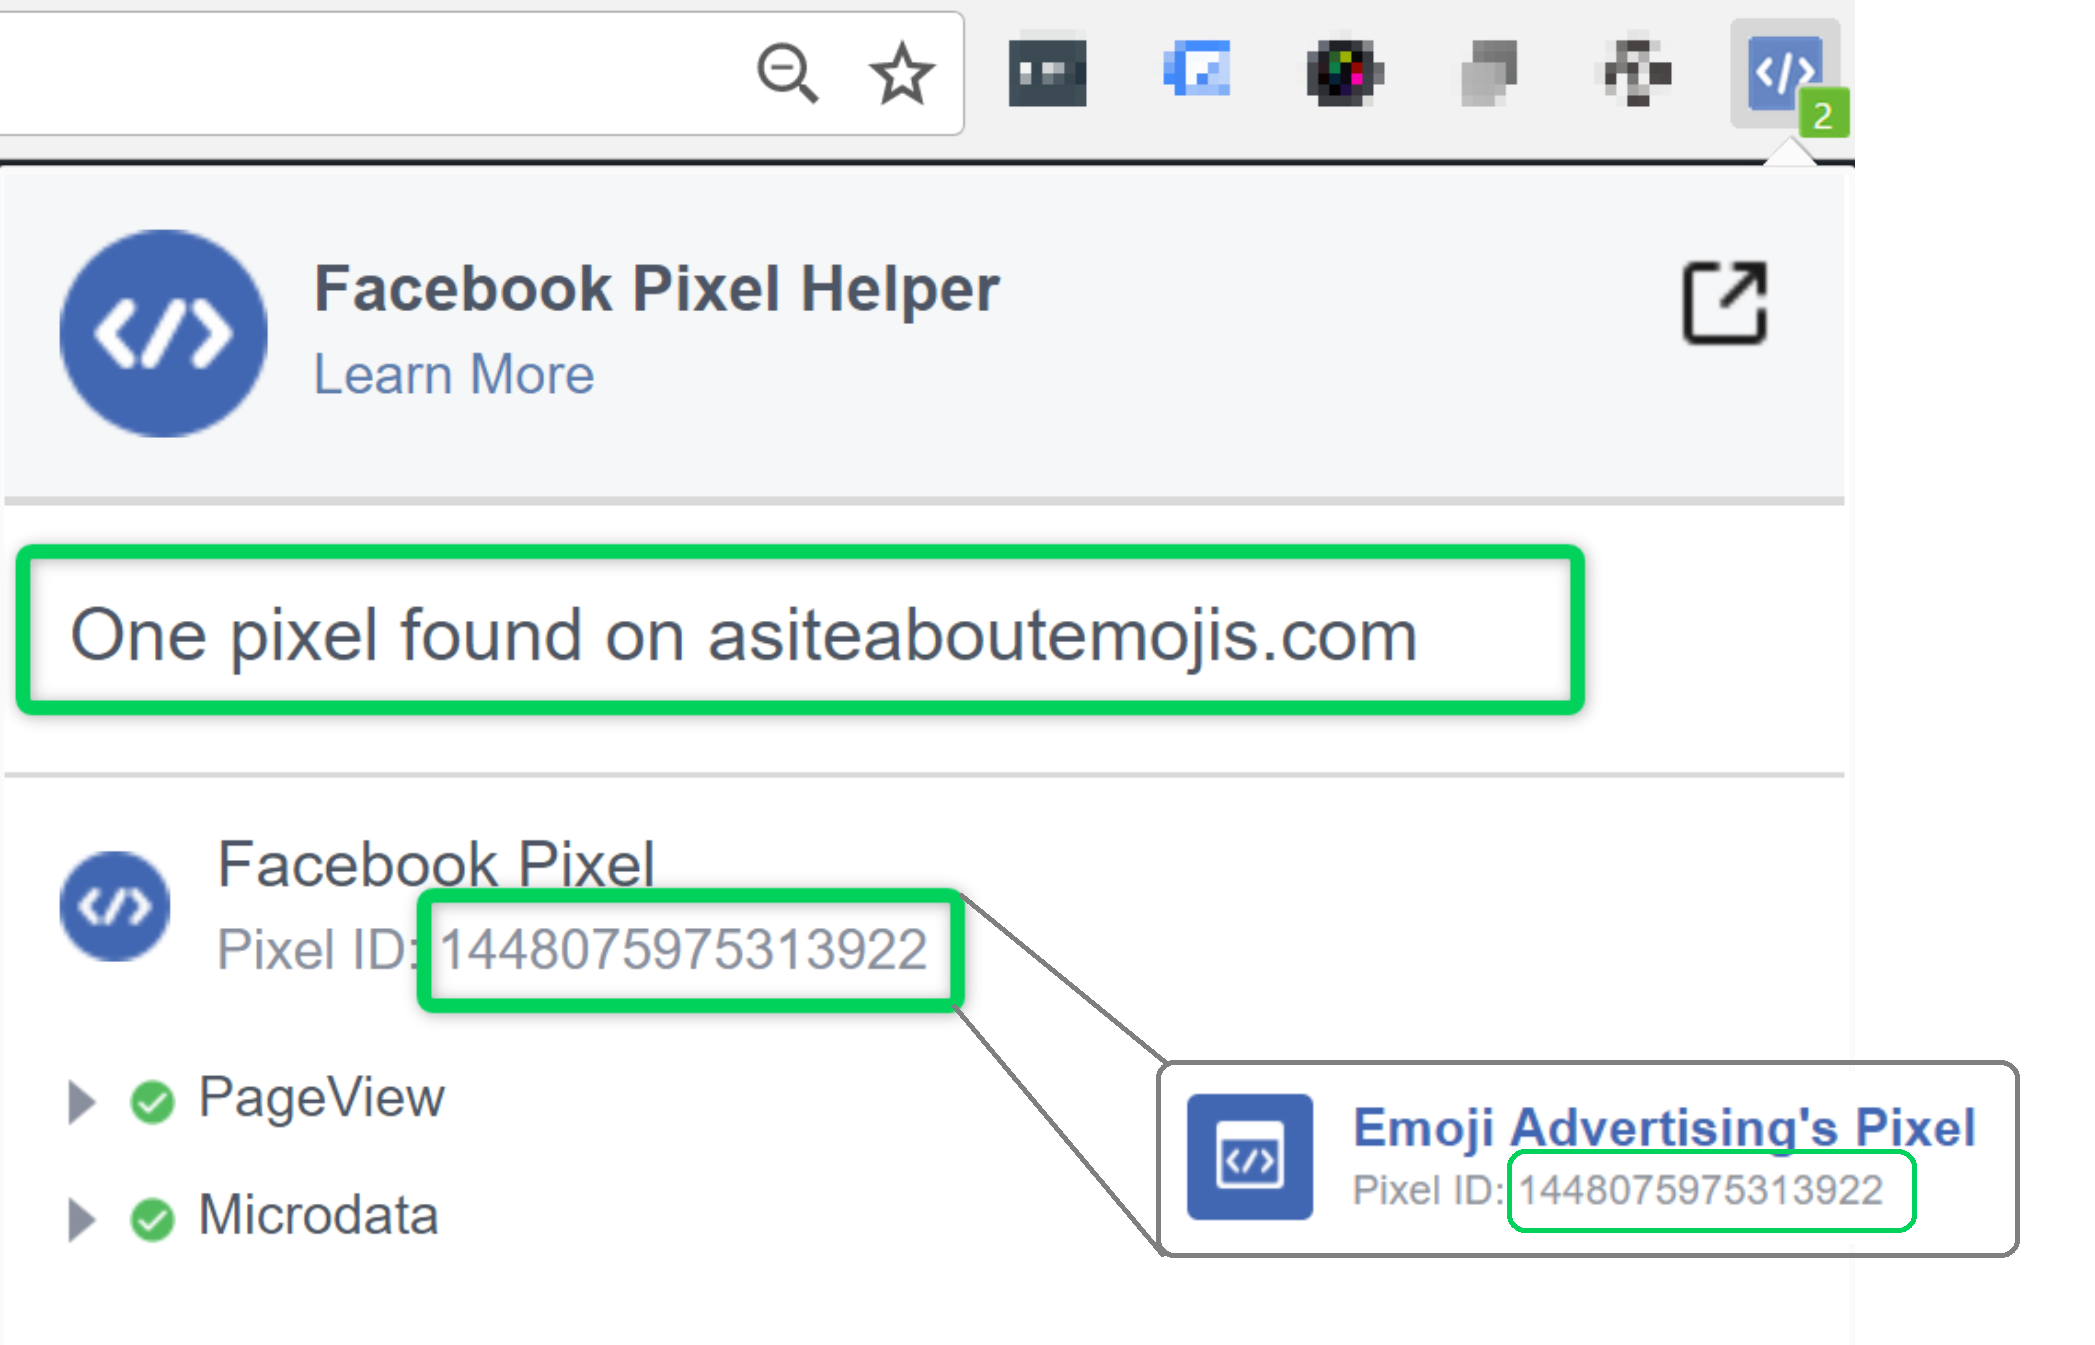 2
Facebook Pixel Helper
Learn More
One pixel found on asiteaboutemojis.com
Facebook Pixel
Pixel ID: 1448075975313922
PageView
Microdata
Emoji Advertising's Pixel
Pixel ID: 1448075975313922